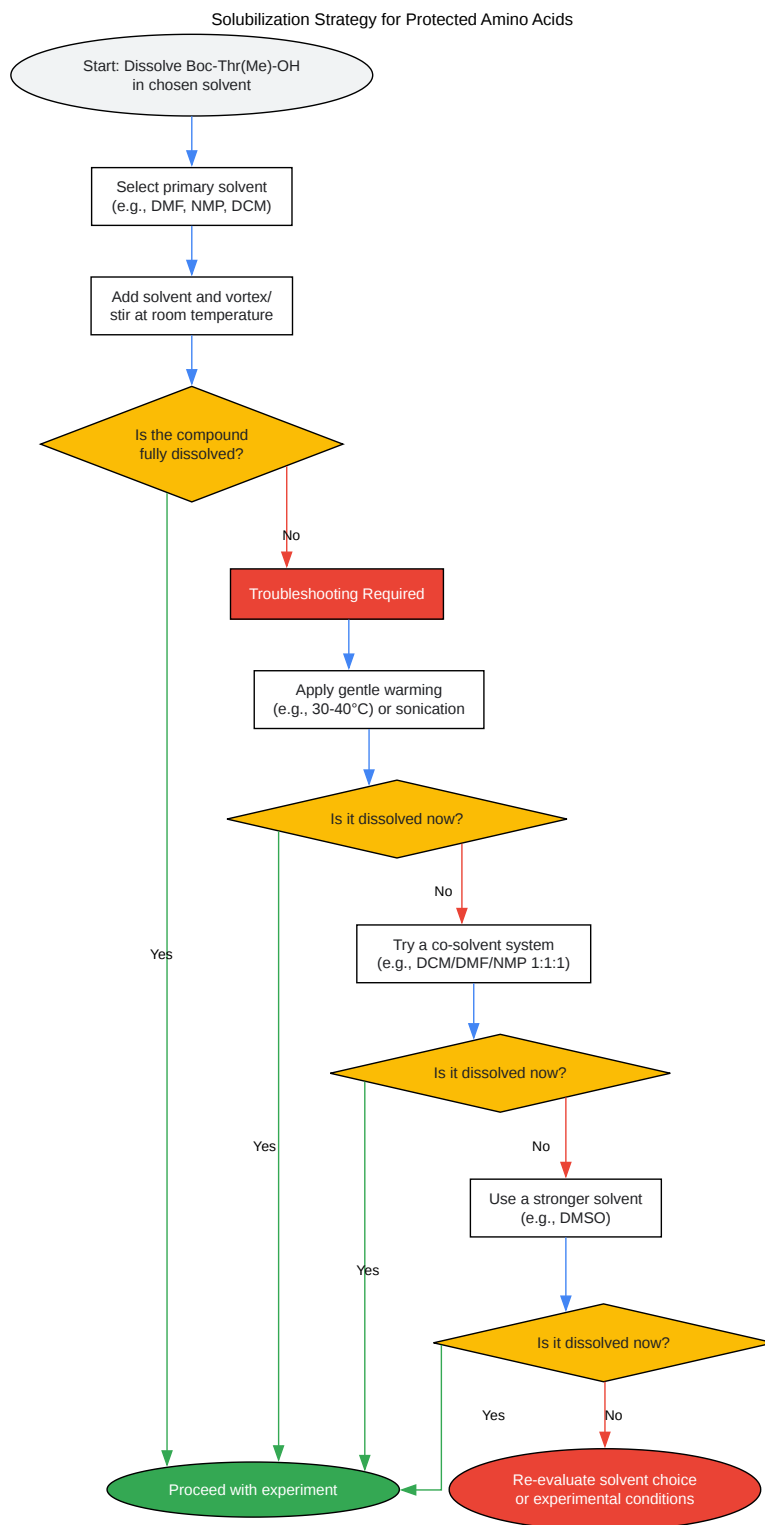 Solubilization Strategy for Protected Amino Acids
Start: Dissolve Boc-Thr(Me)-OH
in chosen solvent
Select primary solvent
(e.g., DMF, NMP, DCM)
Add solvent and vortex/
stir at room temperature
Is the compound
fully dissolved?
No
Troubleshooting Required
Apply gentle warming
(e.g., 30-40°C) or sonication
Is it dissolved now?
No
Try a co-solvent system
(e.g., DCM/DMF/NMP 1:1:1)
Yes
Is it dissolved now?
Yes
No
Use a stronger solvent
(e.g., DMSO)
Yes
Is it dissolved now?
Yes
No
Proceed with experiment
Re-evaluate solvent choice
or experimental conditions